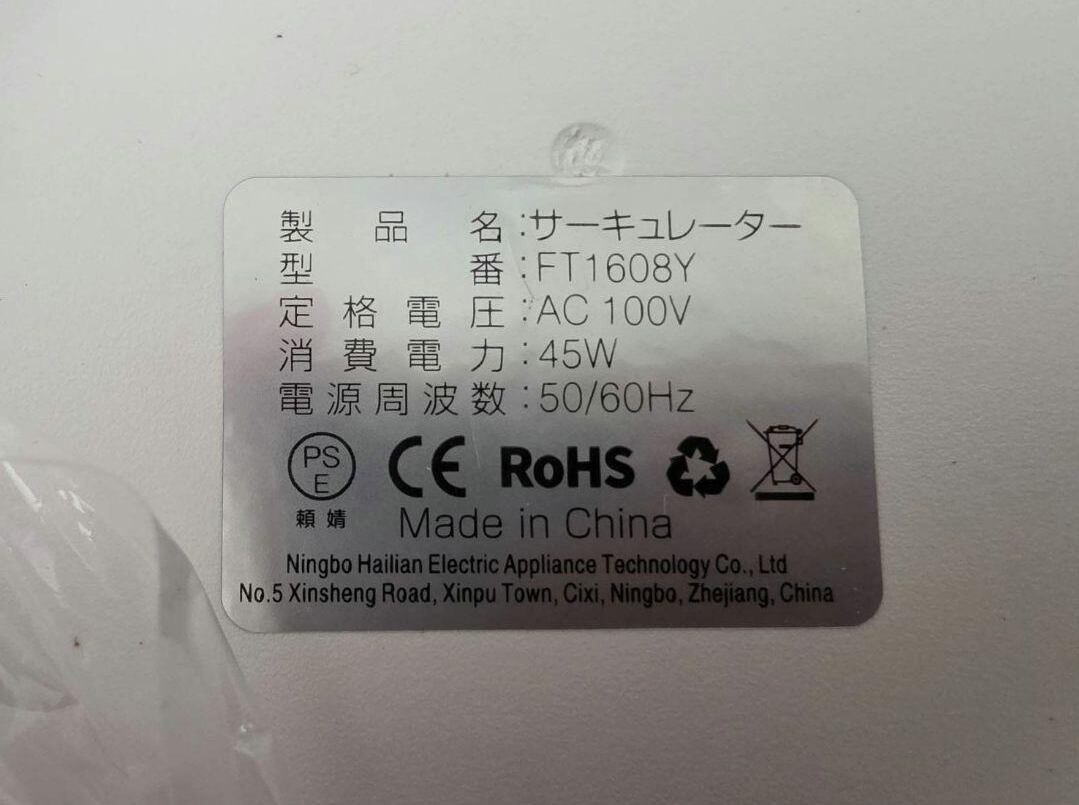 製品名:サーキュレーター
型番:FT1608Y
定格電圧:AC 100V
消費電力:45W
電源周波数:50/60Hz
PS
E
CE RoHS
頼婧
Made in China
Ningbo Hailian Electric Appliance Technology Co., Ltd
No.5 Xinsheng Road, Xinpu Town, Cixi, Ningbo, Zhejiang, China